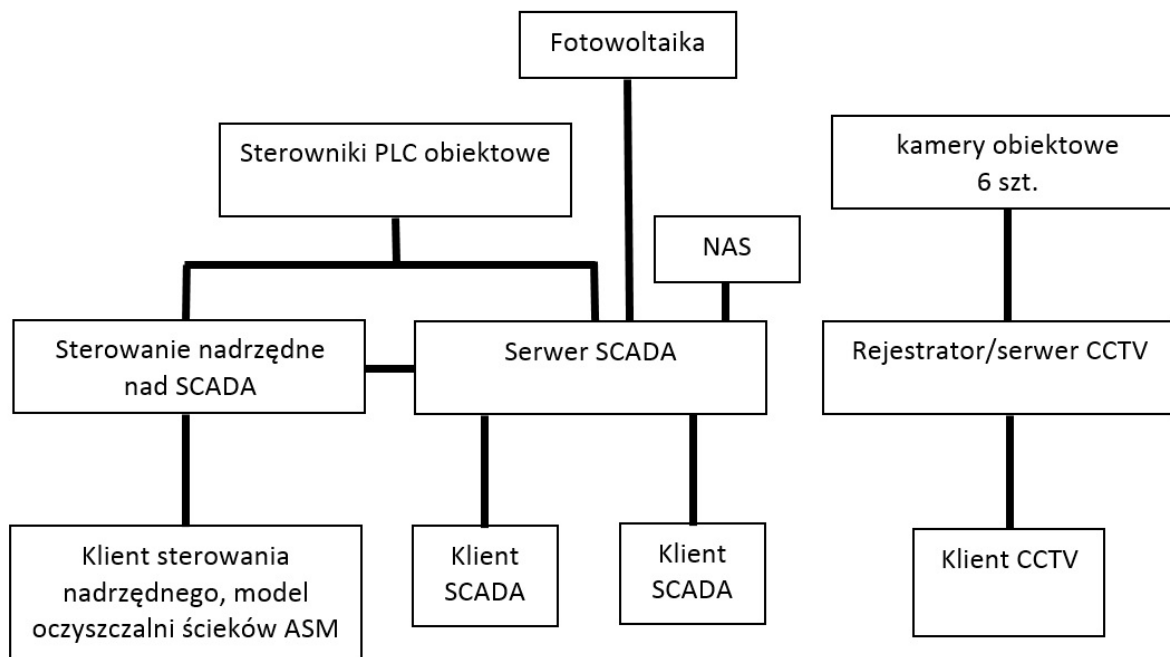 Fotowoltaika
Sterowniki PLC obiektowe
kamery obiektowe
6 szt.
NAS
Sterowanie nadrzędne
nad SCADA
Serwer SCADA
Rejestrator/serwer CCTV
Klient sterowania
nadrzędnego, model
oczyszczalni ścieków ASM
Klient
SCADA
Klient
SCADA
Klient CCTV